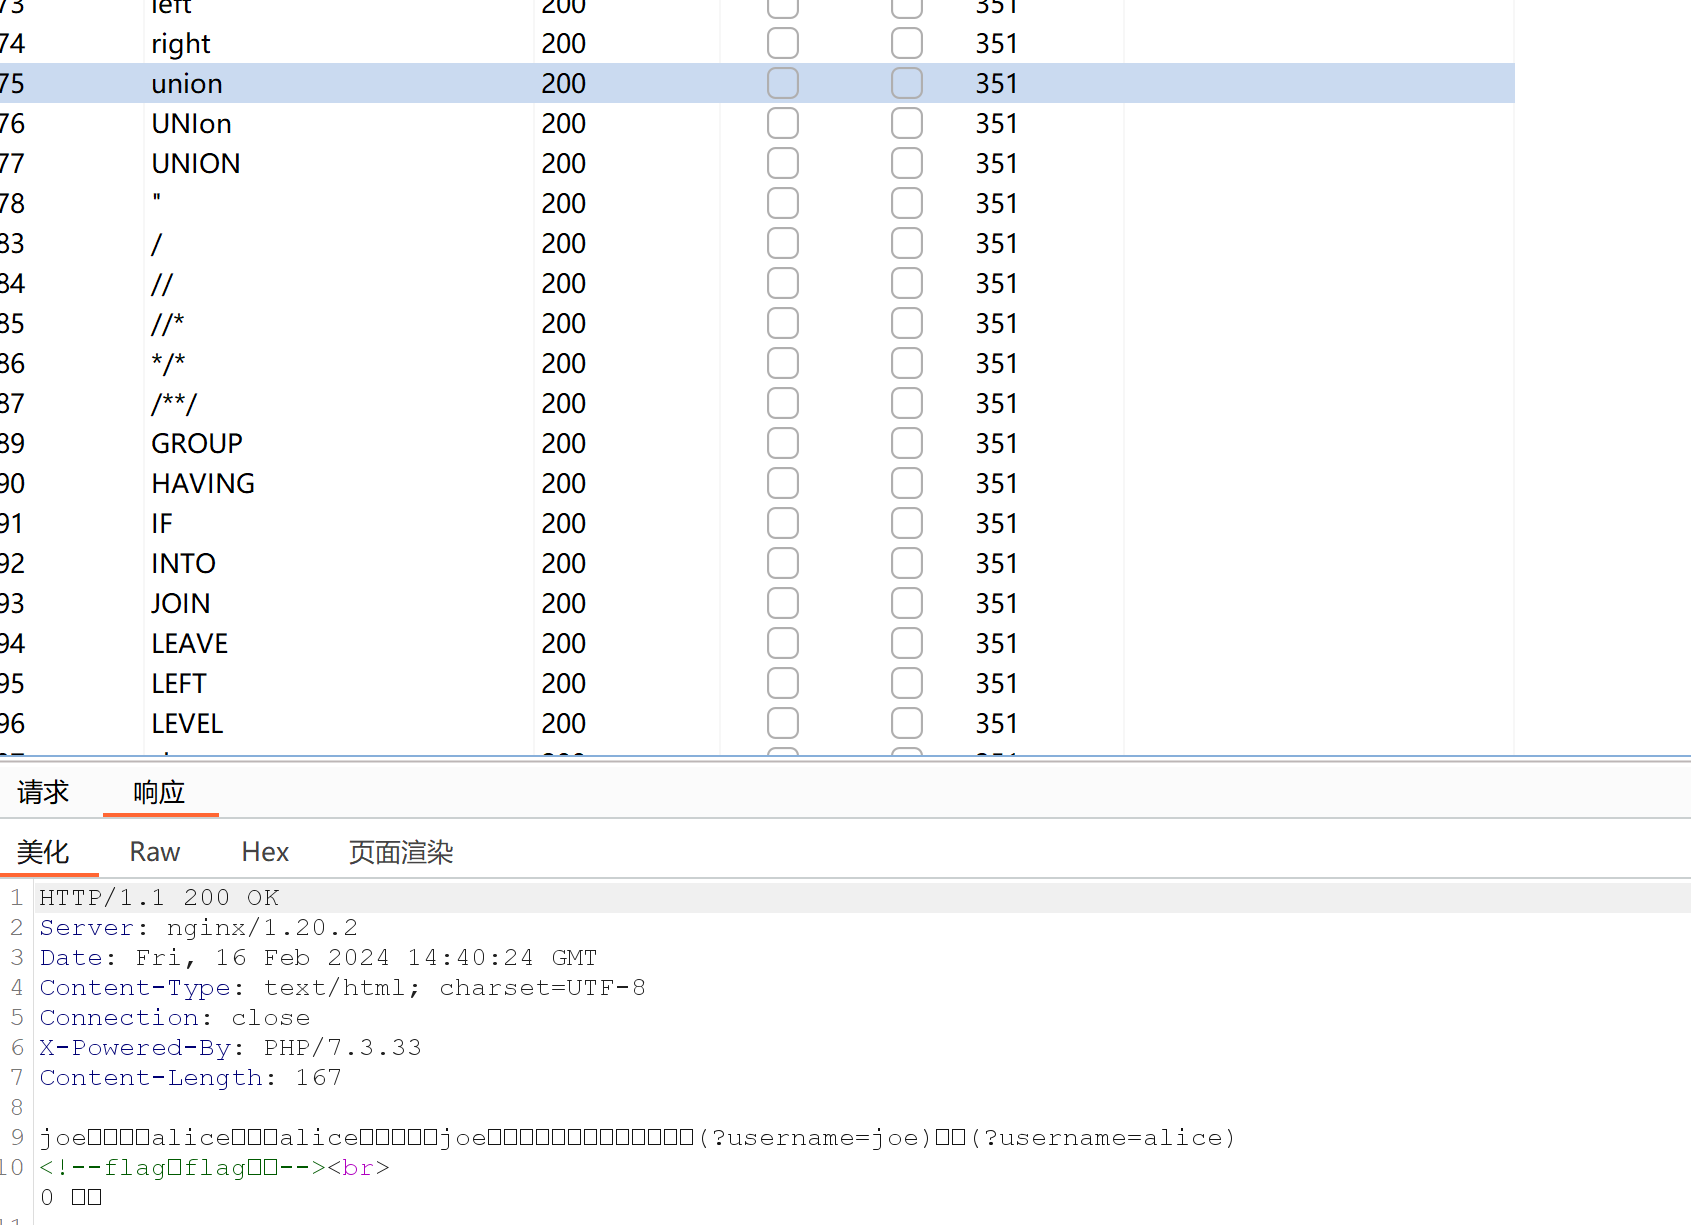 73 left 200 351
74 right 200 351
75 union 200 351
76 UNIon 200 351
77 UNION 200 351
78 " 200 351
83 / 200 351
84 // 200 351
85 //* 200 351
86 */* 200 351
87 /**/ 200 351
89 GROUP 200 351
90 HAVING 200 351
91 IF 200 351
92 INTO 200 351
93 JOIN 200 351
94 LEAVE 200 351
95 LEFT 200 351
96 LEVEL 200 351
请求 响应
美化 Raw Hex 页面渲染
1 HTTP/1.1 200 OK
2 Server: nginx/1.20.2
3 Date: Fri, 16 Feb 2024 14:40:24 GMT
4 Content-Type: text/html; charset=UTF-8
5 Connection: close
6 X-Powered-By: PHP/7.3.33
7 Content-Length: 167
8
9 joe□□□□alice□□□alice□□□□□joe□□□□□□□□□□□□□(?username=joe)□□(?username=alice)
10 <!--flag□flag□□--><br>
0 □□
11